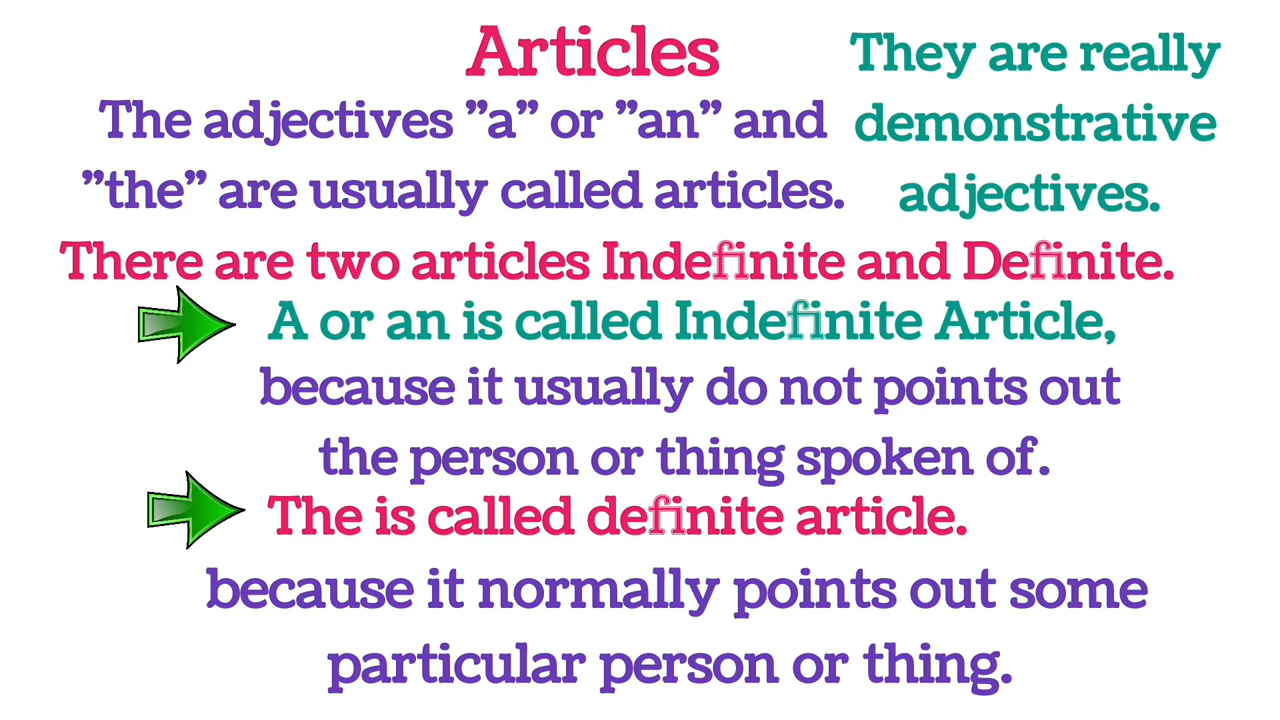 Articles
They are really
demonstrative
adjectives.
The adjectives ”a” or ”an” and
”the” are usually called articles.
There are two articles Indefinite and Definite.
A or an is called Indefinite Article,
because it usually do not points out
the person or thing spoken of.
The is called definite article.
because it normally points out some
particular person or thing.